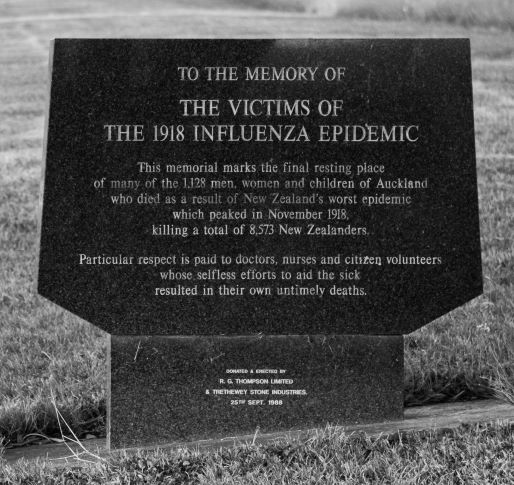 TO THE MEMORY OF
THE VICTIMS OF
THE 1918 INFLUENZA EPIDEMIC
This memorial marks the final resting place
of many of the 1,128 men, women and children of Auckland
who died as a result of New Zealand's worst epidemic
which peaked in November 1918,
killing a total of 8,573 New Zealanders.
Particular respect is paid to doctors, nurses and citizen volunteers
whose selfless efforts to aid the sick
resulted in their own untimely deaths.
DONATED & ERECTED BY
R. G. THOMPSON LIMITED
& TRETHEWEY STONE INDUSTRIES.
25TH SEPT. 1988